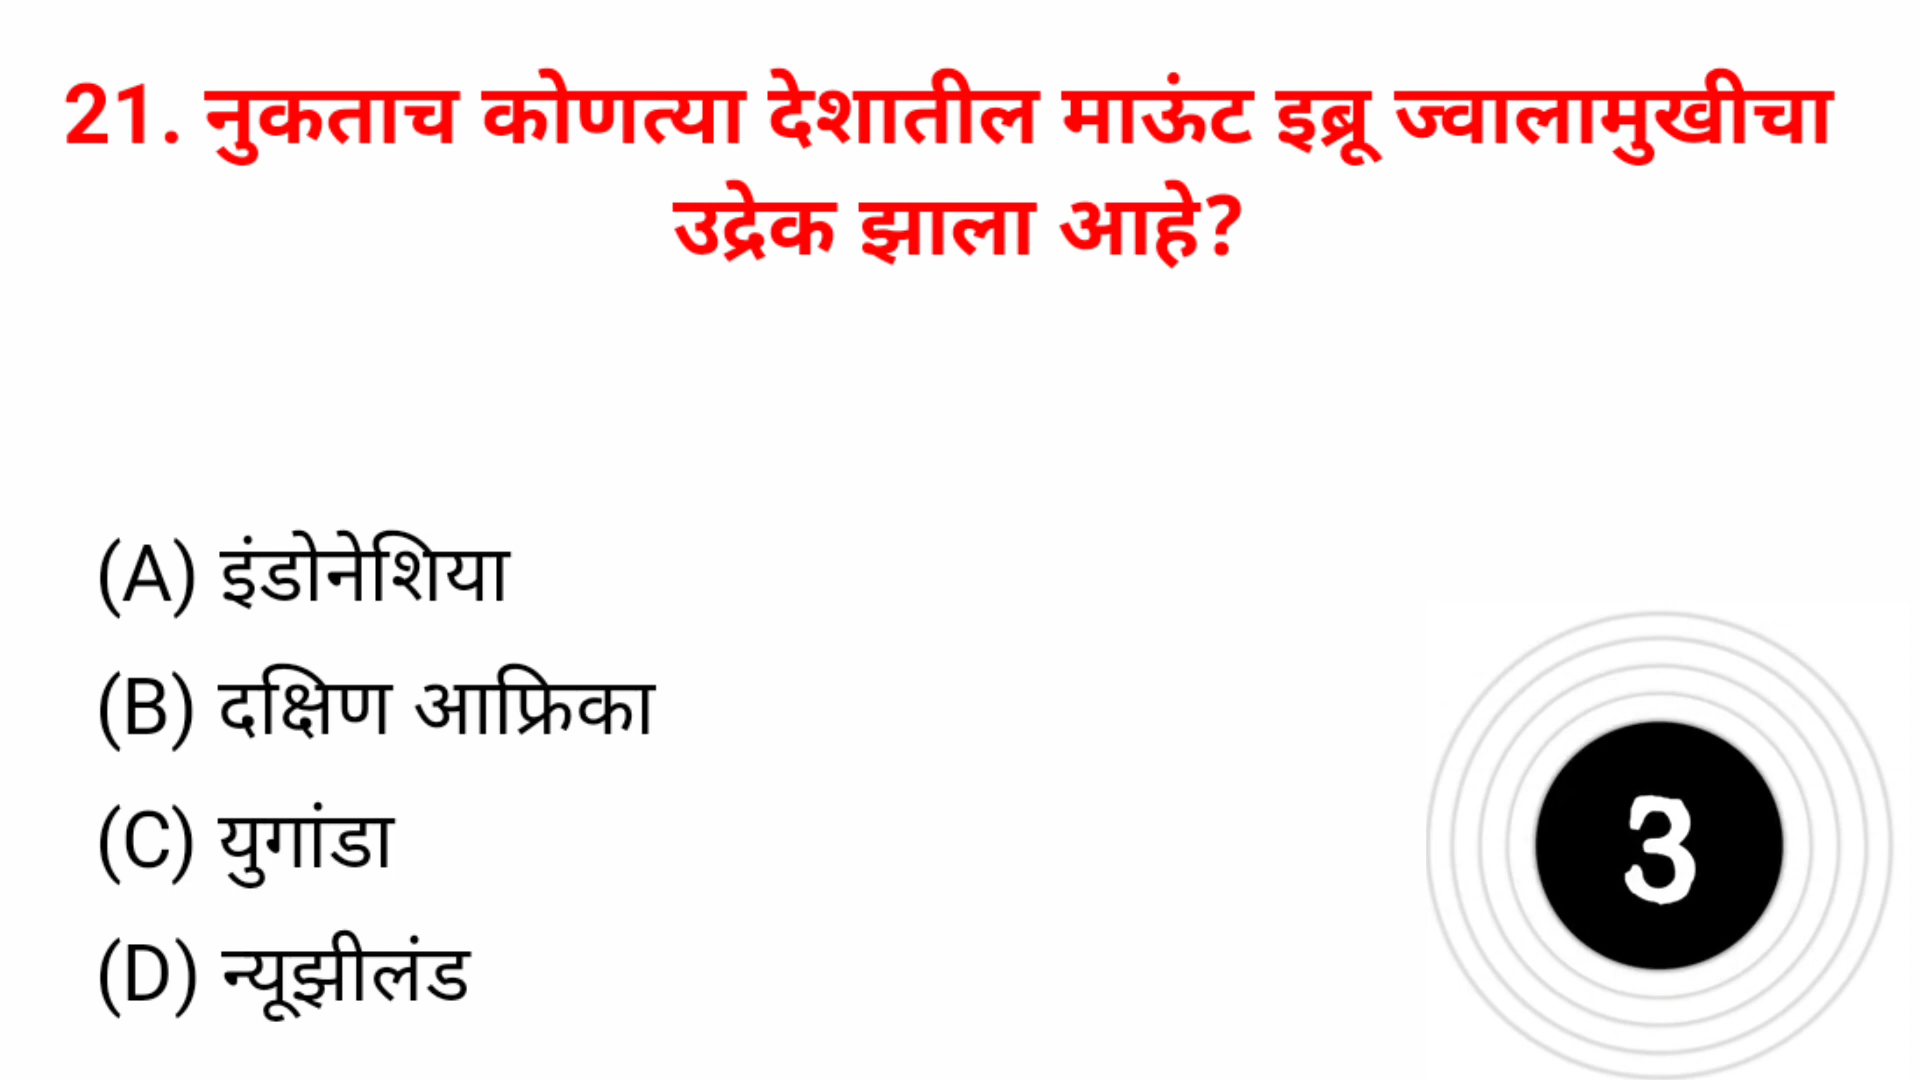 21. नुकताच कोणत्या देशातील माऊंट इब्रू ज्वालामुखीचा
उद्रेक झाला आहे?
(A) इंडोनेशिया
(B) दक्षिण आफ्रिका
(C) युगांडा
(D) न्यूझीलंड
3